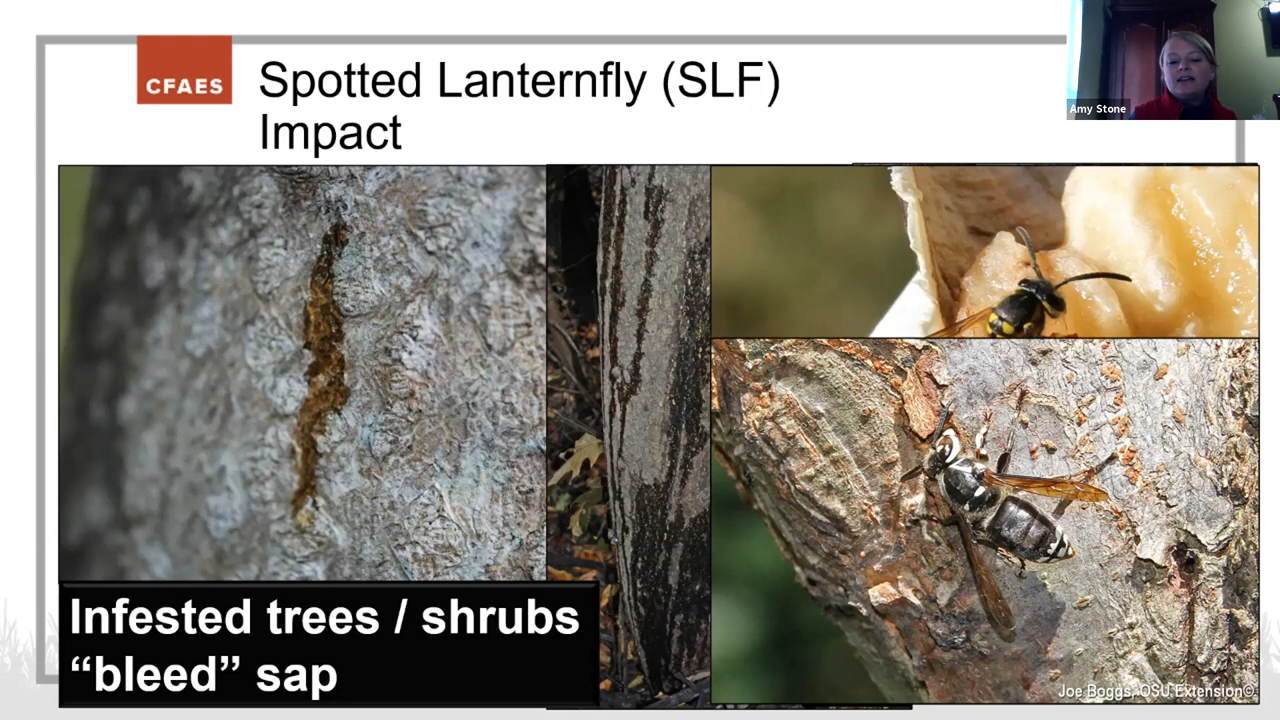 CFAES
Spotted Lanternfly (SLF)
Impact
Amy Stone
Infested trees / shrubs
“bleed” sap
Joe Boggs, OSU Extension©